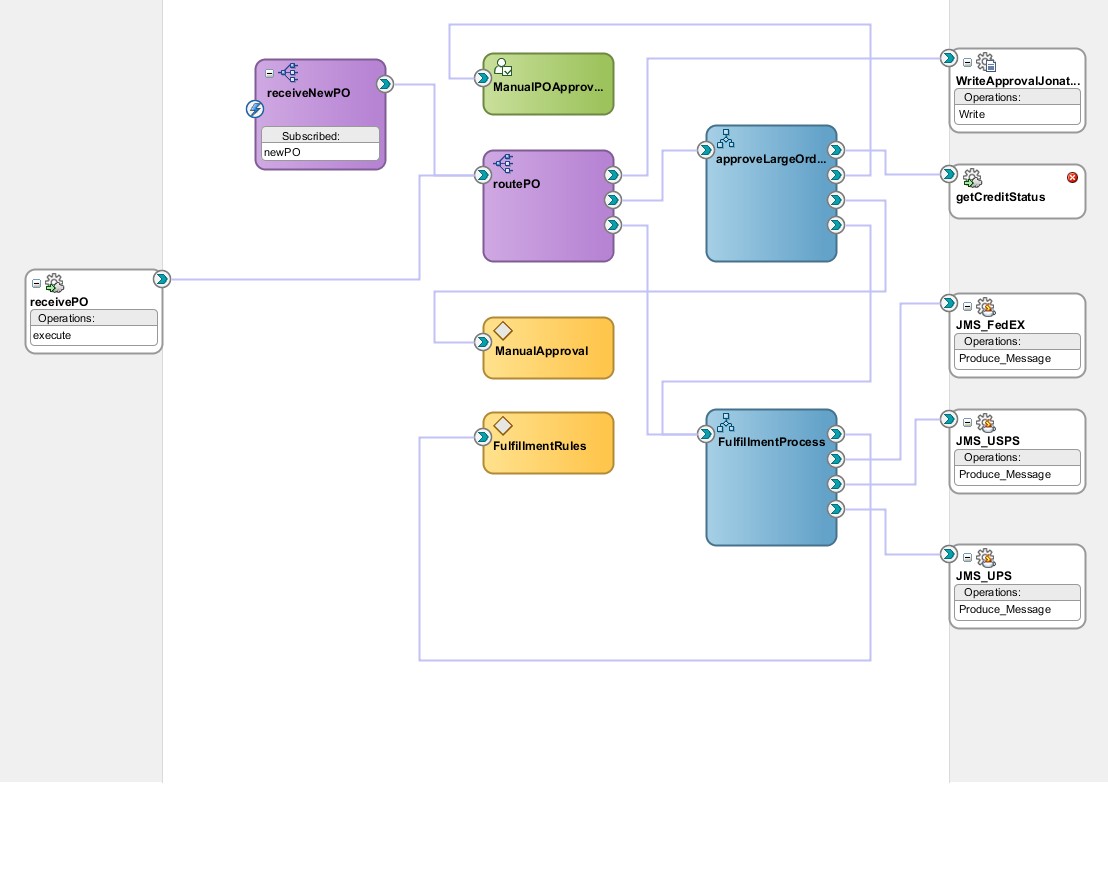 receiveNewPO
Subscribed:
newPO
ManualPOApprov...
routePO
approveLargeOrd...
WriteApprovalJonat...
Operations:
Write
getCreditStatus
receivePO
Operations:
execute
ManualApproval
FulfillmentRules
FulfillmentProcess
JMS_FedEX
Operations:
Produce_Message
JMS_USPS
Operations:
Produce_Message
JMS_UPS
Operations:
Produce_Message